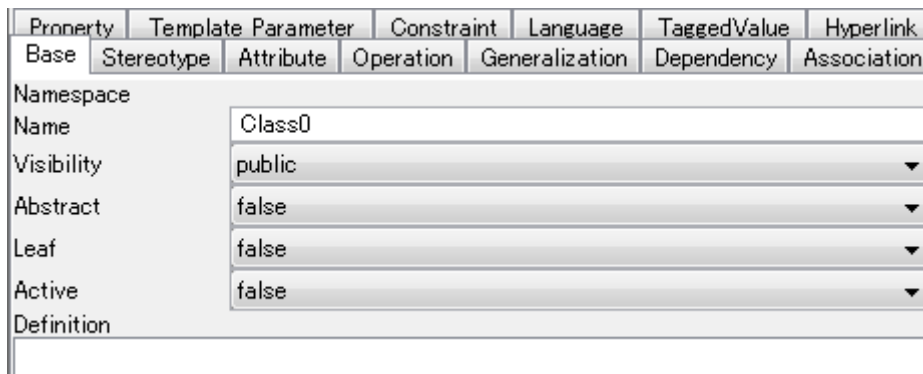 Property Template Parameter Constraint Language TaggedValue Hyperlink
Base Stereotype Attribute Operation Generalization Dependency Association
Namespace
Name Class0
Visibility public
Abstract false
Leaf false
Active false
Definition